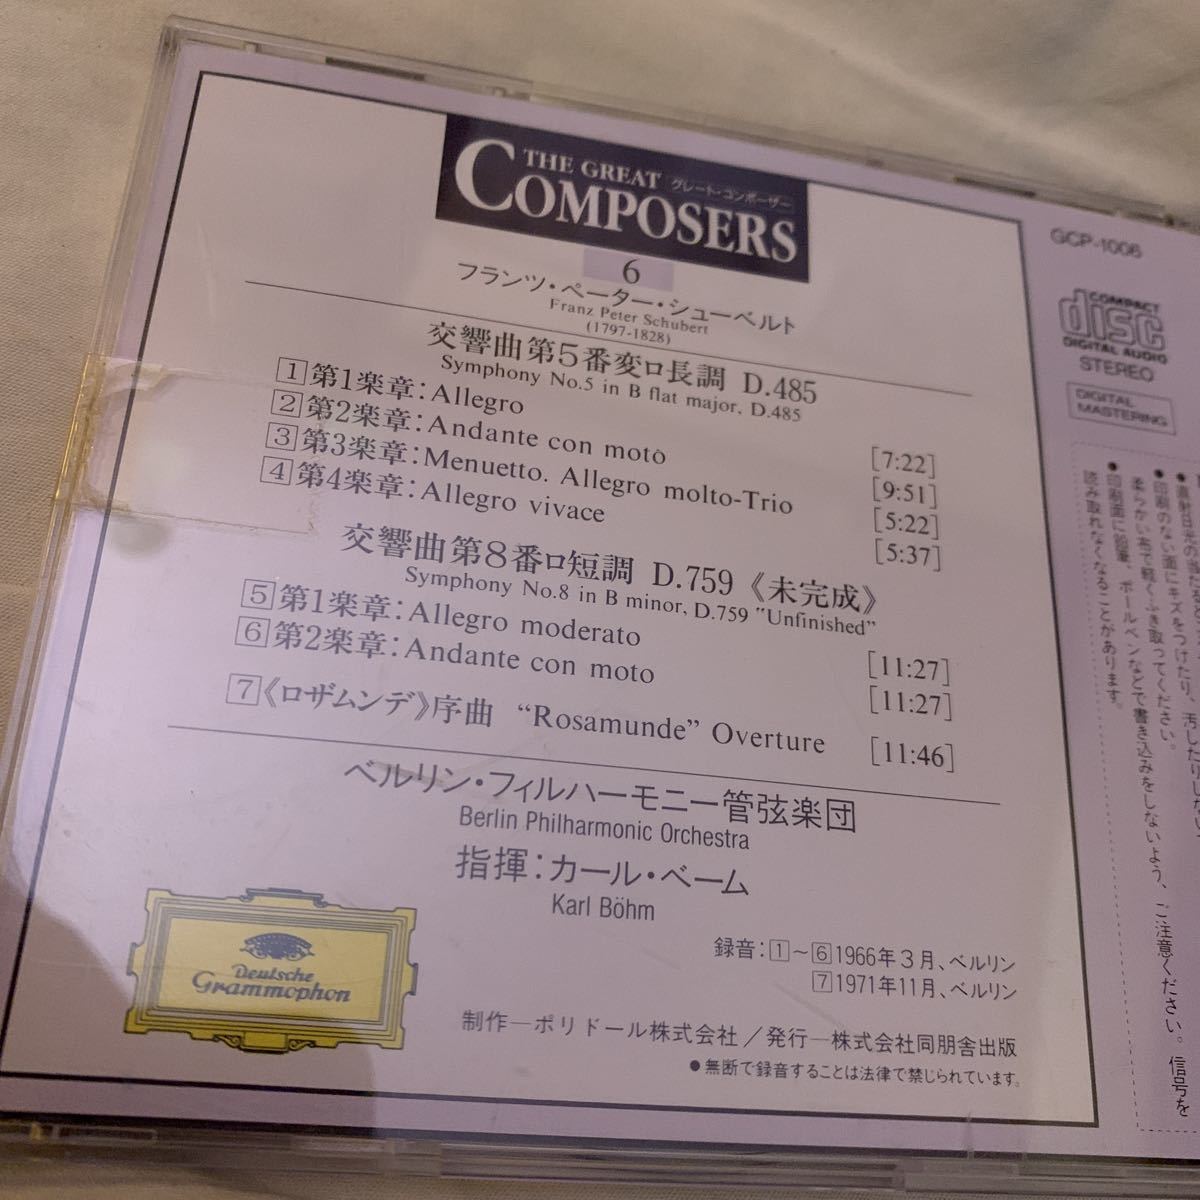 THE GREAT グレート・コンポーザー
COMPOSERS
6
フランツ・ペーター・シューベルト
Franz Peter Schubert
(1797-1828)
交響曲第5番変ロ長調 D.485
Symphony No.5 in B flat major, D.485
1 第1楽章：Allegro [7:22]
2 第2楽章：Andante con moto [9:51]
3 第3楽章：Menuetto. Allegro molto-Trio [5:22]
4 第4楽章：Allegro vivace [5:37]
交響曲第8番ロ短調 D.759《未完成》
Symphony No.8 in B minor, D.759 "Unfinished"
5 第1楽章：Allegro moderato [11:27]
6 第2楽章：Andante con moto [11:27]
7《ロザムンデ》序曲 “Rosamunde” Overture [11:46]
ベルリン・フィルハーモニー管弦楽団
Berlin Philharmonic Orchestra
指揮：カール・ベーム
Karl Böhm
Deutsche
Grammophon
録音：1～6 1966年3月、ベルリン
7 1971年11月、ベルリン
制作—ポリドール株式会社／発行—株式会社同朋舎出版
●無断で録音することは法律で禁じられています。
GCP-1006
COMPACT
disc
DIGITAL AUDIO
STEREO
DIGITAL
MASTERING
●印刷のない面にキズをつけたり、汚したりしない
柔らかい布で軽くふき取ってください。
●印刷面に鉛筆、ボールペンなどで書き込みをしないよう、ご注意ください。信号を
読み取れなくなることがあります。